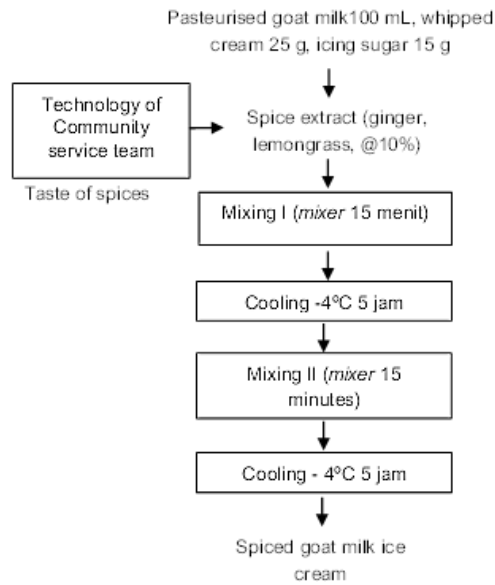 Pasteurised goat milk100 mL, whipped
cream 25 g, icing sugar 15 g
Technology of
Community
service team
Taste of spices
Spice extract (ginger,
lemongrass, @10%)
Mixing I (mixer 15 menit)
Cooling -4ºC 5 jam
Mixing II (mixer 15
minutes)
Cooling - 4ºC 5 jam
Spiced goat milk ice
cream